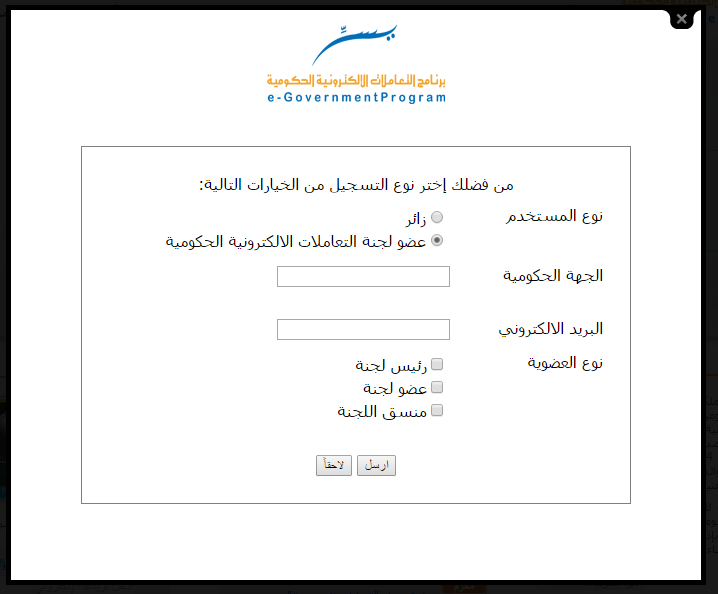 يسّر
برنامج التعاملات الالكترونية الحكومية
e-GovernmentProgram
من فضلك إختر نوع التسجيل من الخيارات التالية:
نوع المستخدم
زائر
عضو لجنة التعاملات الالكترونية الحكومية
الجهة الحكومية
البريد الالكتروني
نوع العضوية
رئيس لجنة
عضو لجنة
منسق اللجنة
ارسل
لاحقاً